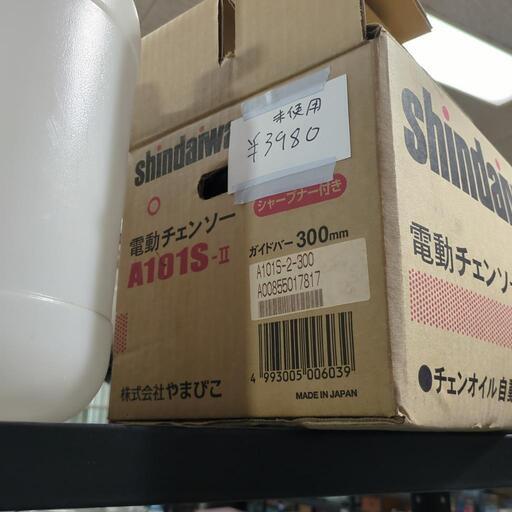 未使用
¥3980
shindaiwa
シャープナー付き
電動チェンソー
A101S-II
ガイドバー 300mm
A101S-2-300
A00855017817
4 993005 006039
株式会社やまびこ
MADE IN JAPAN
shindai
電動チェンソー
●チェンオイル自動